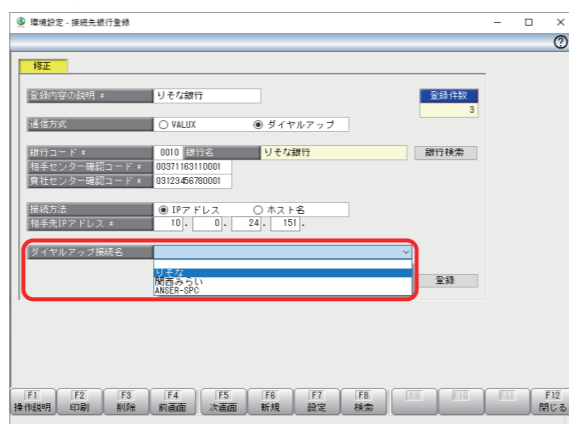 環境設定 - 接続先銀行登録
修正
登録内容の説明 * りそな銀行 登録件数
3
通信方式 VALUX ダイヤルアップ
銀行コード * 0010 銀行名 りそな銀行 銀行検索
相手センター確認コード * 00371163110001
貴社センター確認コード * 03123456780001
接続方法 IPアドレス ホスト名
相手先IPアドレス * 10. 0. 24. 151.
ダイヤルアップ接続名
りそな
関西みらい 登録
ANSER-SPC
F1 F2 F3 F4 F5 F6 F7 F8 F9 F10 F11 F12
操作説明 印刷 削除 前画面 次画面 新規 設定 検索 閉じる